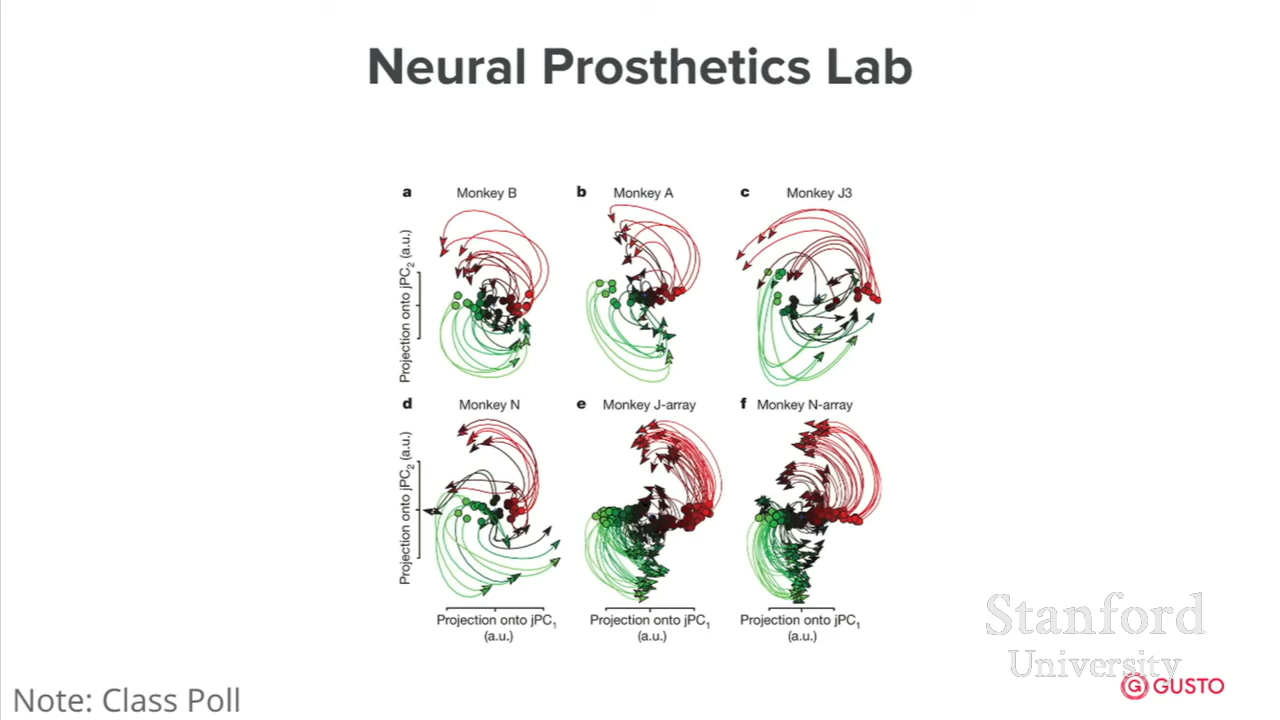 Neural Prosthetics Lab
a Monkey B
b Monkey A
c Monkey J3
Projection onto jPC2 (a.u.)
d Monkey N
e Monkey J-array
f Monkey N-array
Projection onto jPC2 (a.u.)
Projection onto jPC1
(a.u.)
Projection onto jPC1
(a.u.)
Projection onto jPC1
(a.u.)
Stanford
University
G GUSTO
Note: Class Poll